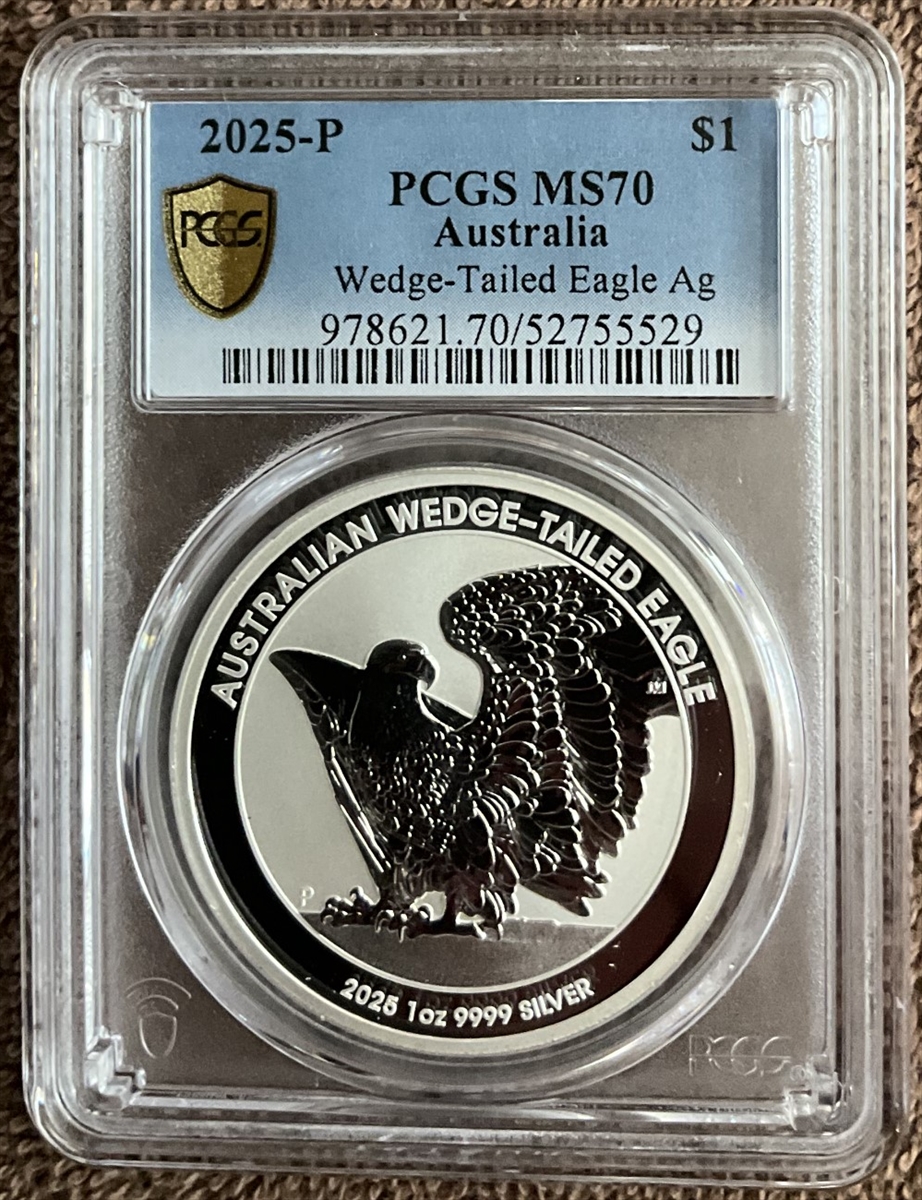 2025-P $1
PCGS MS70
PCGS
Australia
Wedge-Tailed Eagle Ag
978621.70/52755529
AUSTRALIAN WEDGE-TAILED EAGLE
JM
P
2025 1oz 9999 SILVER
PCGS